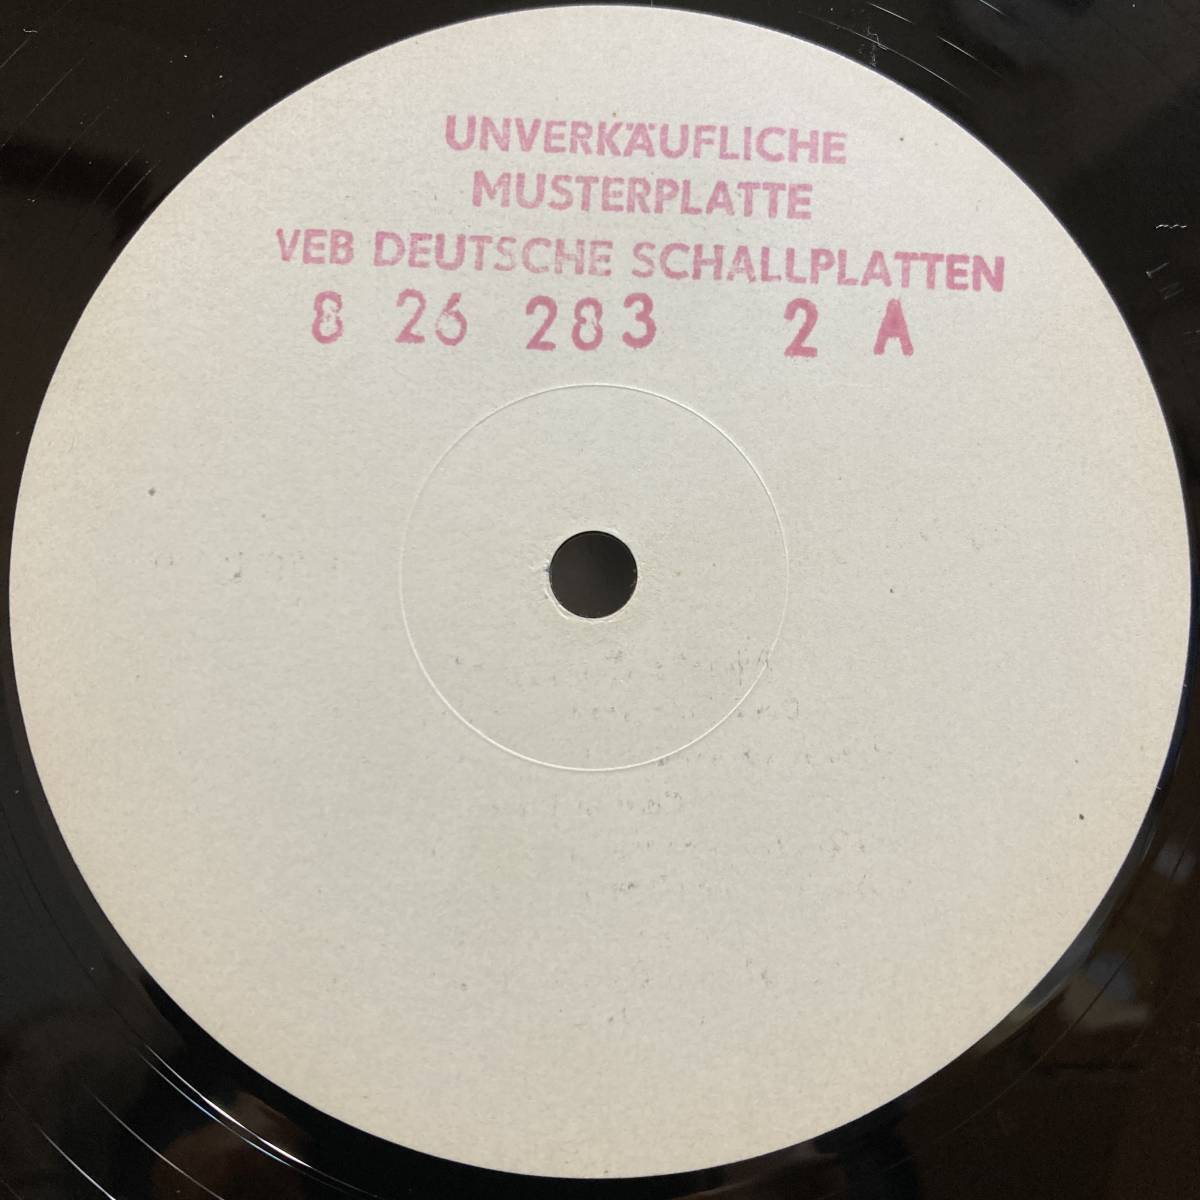 UNVERKÄUFLICHE
MUSTERPLATTE
VEB DEUTSCHE SCHALLPLATTEN
8 26 283 2 A